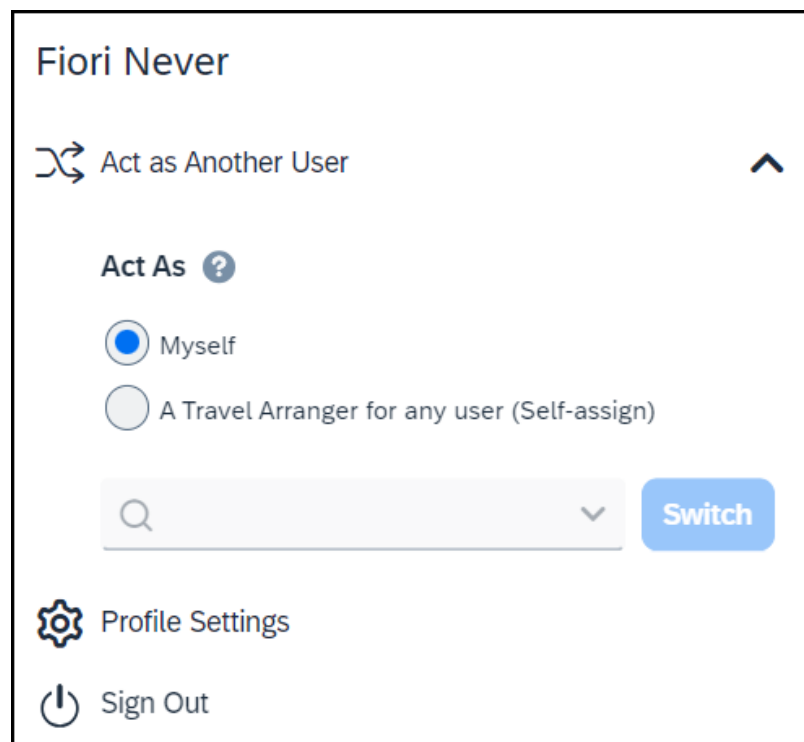 Fiori Never
Act as Another User
Act As ?
Myself
A Travel Arranger for any user (Self-assign)
Switch
Profile Settings
Sign Out